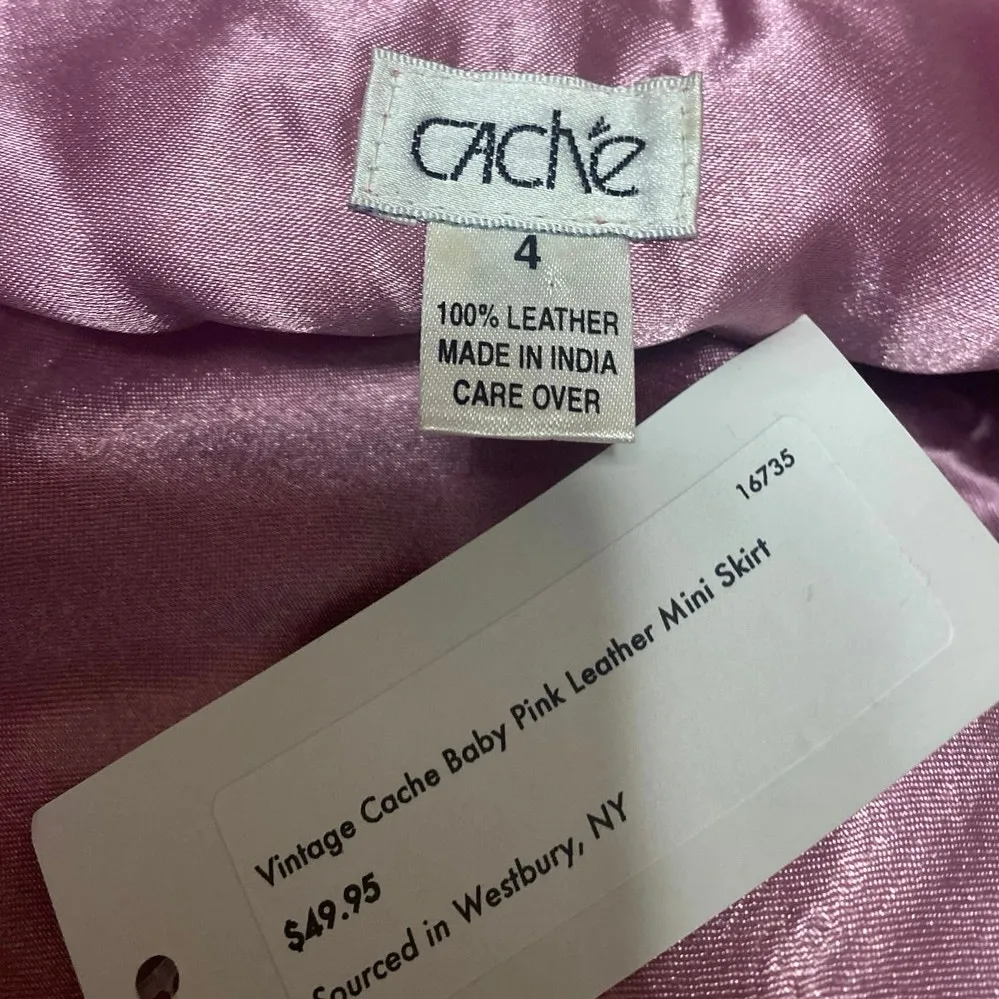 cAché
4
100% LEATHER
MADE IN INDIA
CARE OVER
16735
Vintage Cache Baby Pink Leather Mini Skirt
$49.95
Sourced in Westbury, NY